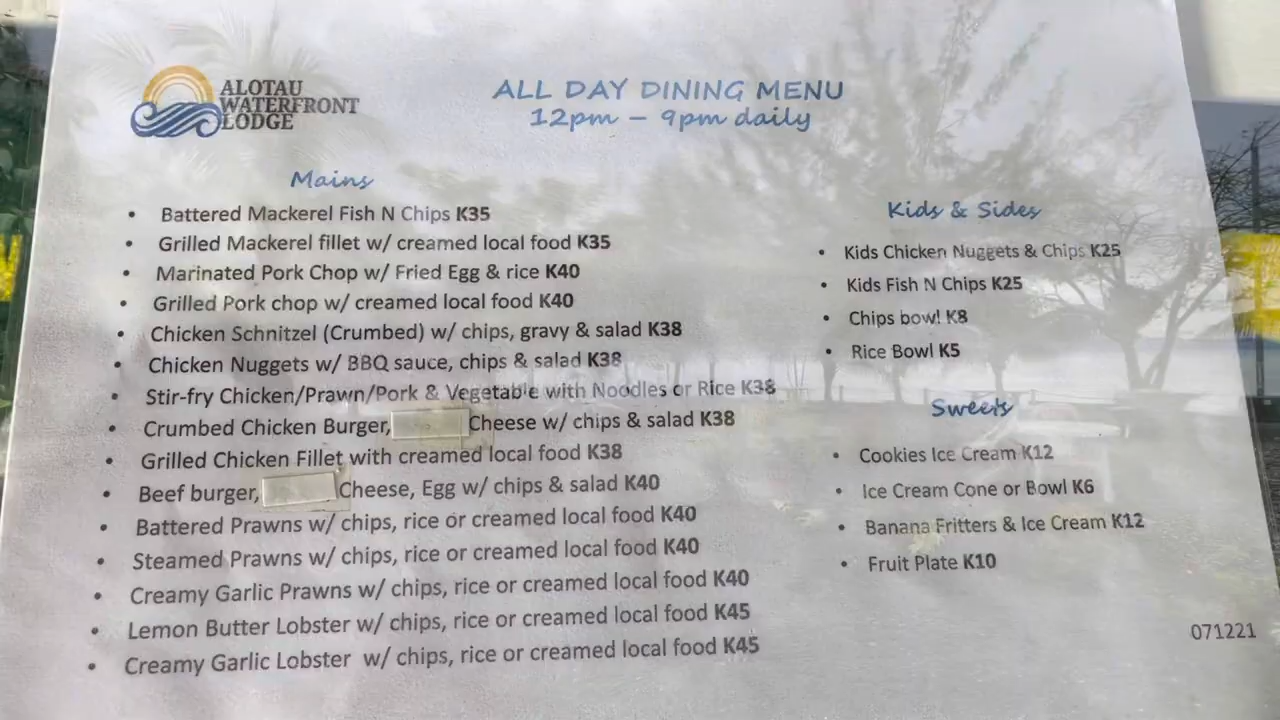 ALOTAU
WATERFRONT
LODGE
ALL DAY DINING MENU
12pm – 9pm daily
Mains
• Battered Mackerel Fish N Chips K35
• Grilled Mackerel fillet w/ creamed local food K35
• Marinated Pork Chop w/ Fried Egg & rice K40
• Grilled Pork chop w/ creamed local food K40
• Chicken Schnitzel (Crumbed) w/ chips, gravy & salad K38
• Chicken Nuggets w/ BBQ sauce, chips & salad K38
• Stir-fry Chicken/Prawn/Pork & Vegetable with Noodles or Rice K38
• Crumbed Chicken Burger, Cheese w/ chips & salad K38
• Grilled Chicken Fillet with creamed local food K38
• Beef burger, Cheese, Egg w/ chips & salad K40
• Battered Prawns w/ chips, rice or creamed local food K40
• Steamed Prawns w/ chips, rice or creamed local food K40
• Creamy Garlic Prawns w/ chips, rice or creamed local food K40
• Lemon Butter Lobster w/ chips, rice or creamed local food K45
• Creamy Garlic Lobster w/ chips, rice or creamed local food K45
Kids & Sides
• Kids Chicken Nuggets & Chips K25
• Kids Fish N Chips K25
• Chips bowl K8
• Rice Bowl K5
Sweets
• Cookies Ice Cream K12
• Ice Cream Cone or Bowl K6
• Banana Fritters & Ice Cream K12
• Fruit Plate K10
071221